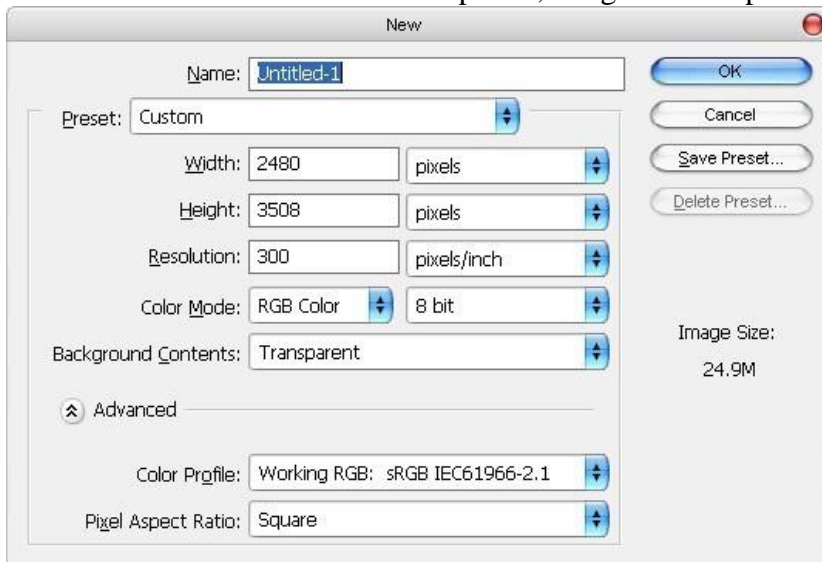 New
Name: Untitled-1
OK
Preset: Custom
Cancel
Width: 2480 pixels
Save Preset...
Height: 3508 pixels
Delete Preset...
Resolution: 300 pixels/inch
Color Mode: RGB Color 8 bit
Image Size:
Background Contents: Transparent
24.9M
Advanced
Color Profile: Working RGB: sRGB IEC61966-2.1
Pixel Aspect Ratio: Square